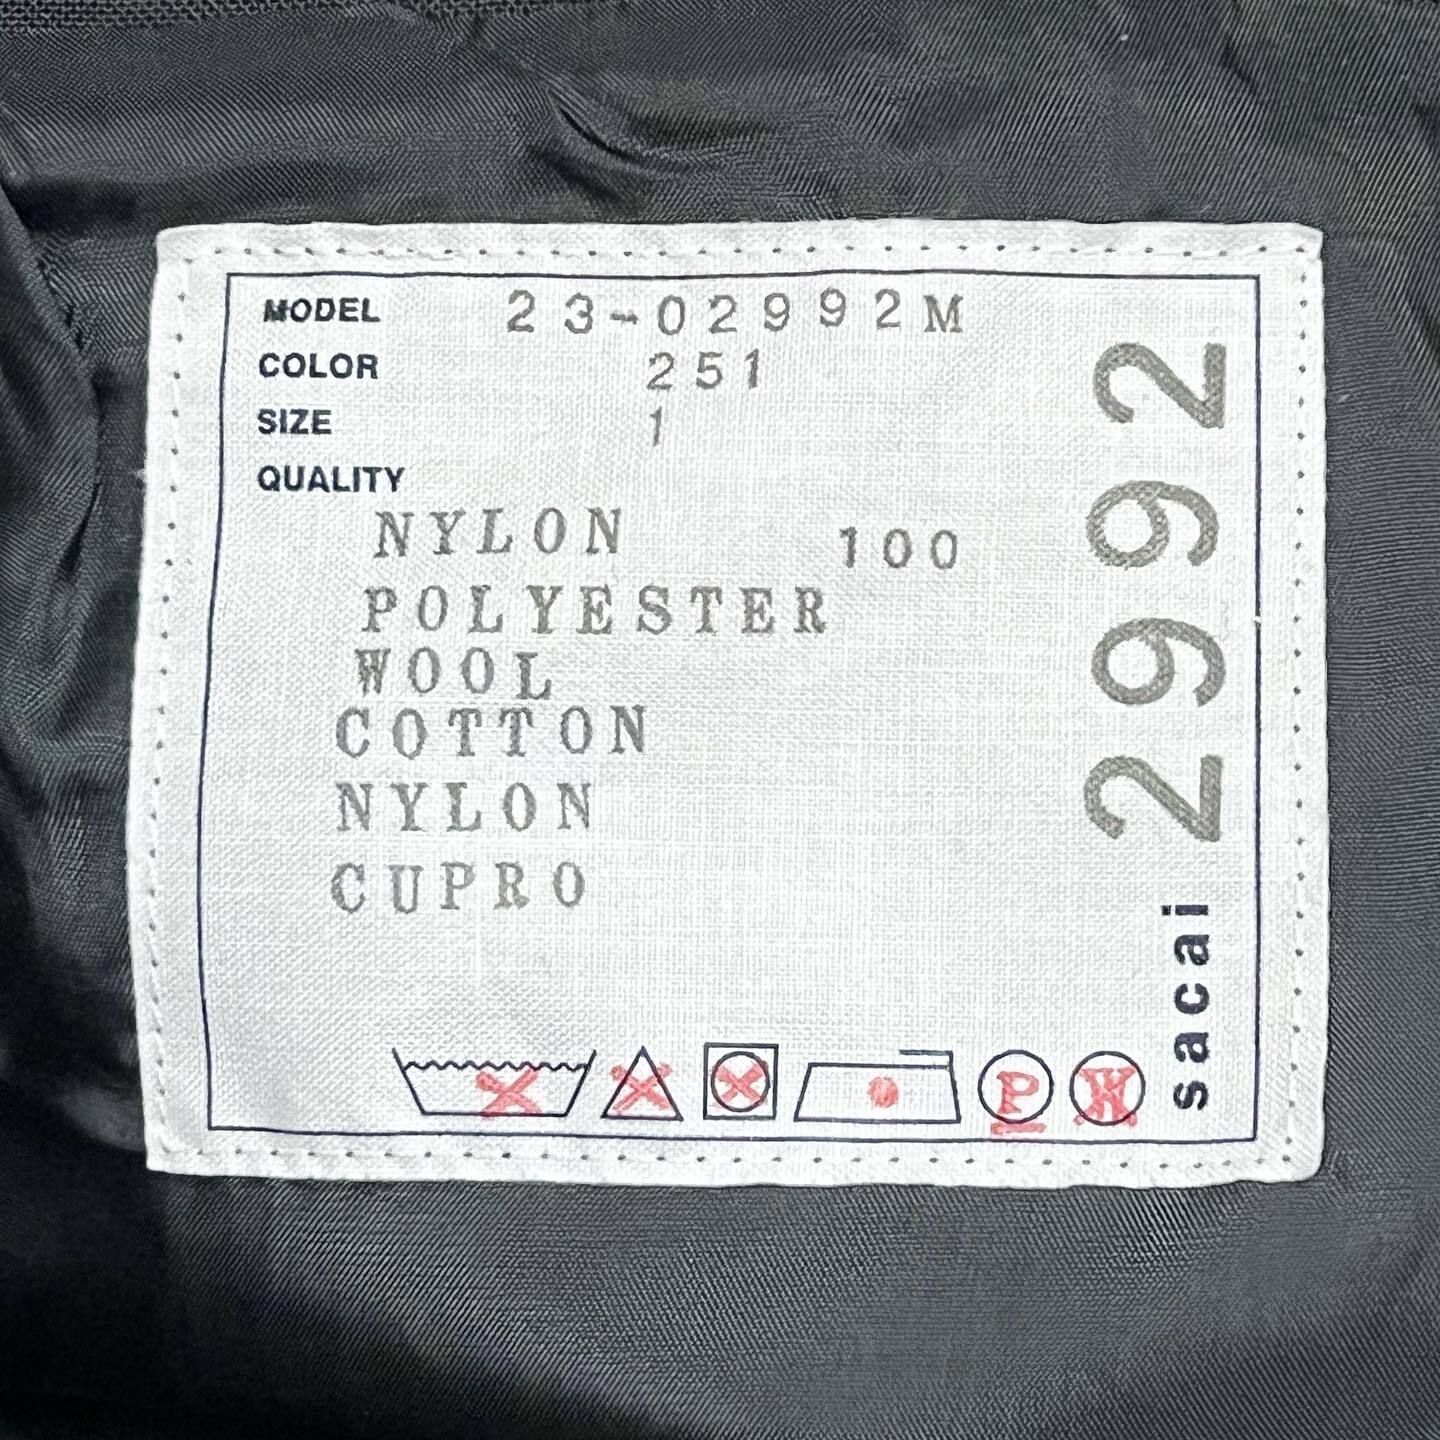 MODEL 23-02992M
COLOR 251
SIZE 1
QUALITY
NYLON 100
POLYESTER
WOOL
COTTON
NYLON
CUPRO
P
W
sacai 2992